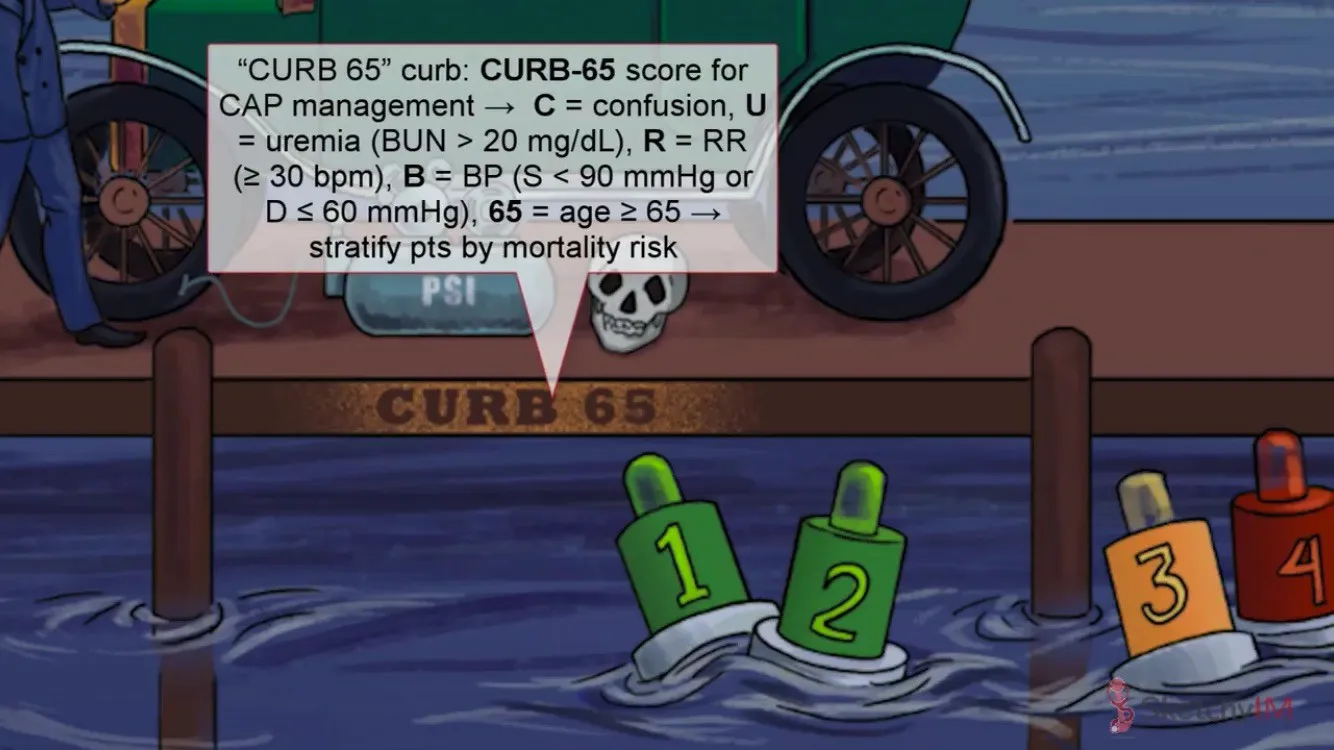 “CURB 65” curb: CURB-65 score for
CAP management → C = confusion, U
= uremia (BUN > 20 mg/dL), R = RR
(≥ 30 bpm), B = BP (S < 90 mmHg or
D ≤ 60 mmHg), 65 = age ≥ 65 →
stratify pts by mortality risk
PSI
CURB 65
1
2
3
4
SketchyIM